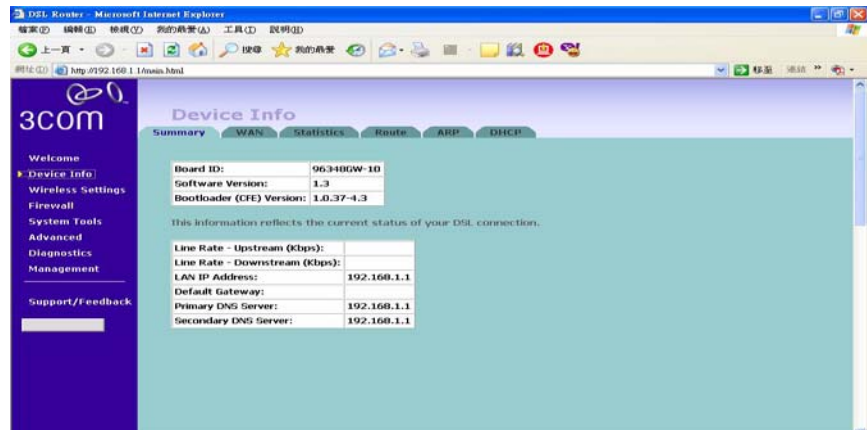 DSL Router - Microsoft Internet Explorer
檔案(F) 編輯(E) 檢視(V) 我的最愛(A) 工具(T) 說明(H)
上一頁 搜尋 我的最愛
網址(D) http://192.168.1.1/main.html 移至 連結 »
3COM
Device Info
Summary WAN Statistics Route ARP DHCP
Welcome
Device Info
Wireless Settings
Firewall
System Tools
Advanced
Diagnostics
Management
Support/Feedback
Board ID: 96348GW-10
Software Version: 1.3
Bootloader (CFE) Version: 1.0.37-4.3
This information reflects the current status of your DSL connection.
Line Rate - Upstream (Kbps):
Line Rate - Downstream (Kbps):
LAN IP Address: 192.168.1.1
Default Gateway:
Primary DNS Server: 192.168.1.1
Secondary DNS Server: 192.168.1.1